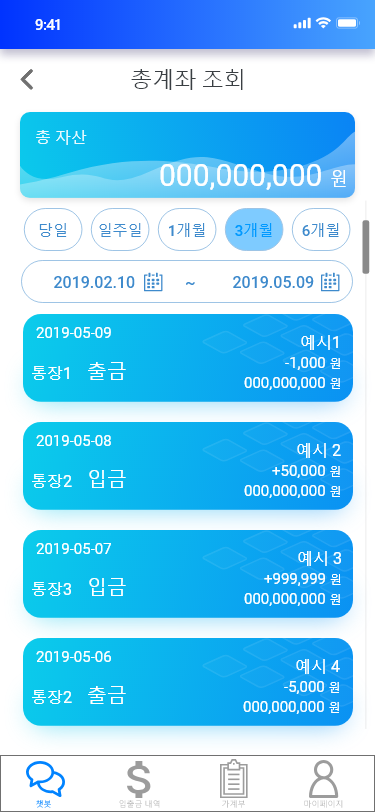 9:41
총계좌 조회
총 자산
000,000,000 원
당일 일주일 1개월 3개월 6개월
2019.02.10 ~ 2019.05.09
2019-05-09
예시1
통장1 출금
-1,000 원
000,000,000 원
2019-05-08
예시 2
통장2 입금
+50,000 원
000,000,000 원
2019-05-07
예시 3
통장3 입금
+999,999 원
000,000,000 원
2019-05-06
예시 4
통장2 출금
-5,000 원
000,000,000 원
챗봇 입출금 내역 가계부 마이페이지